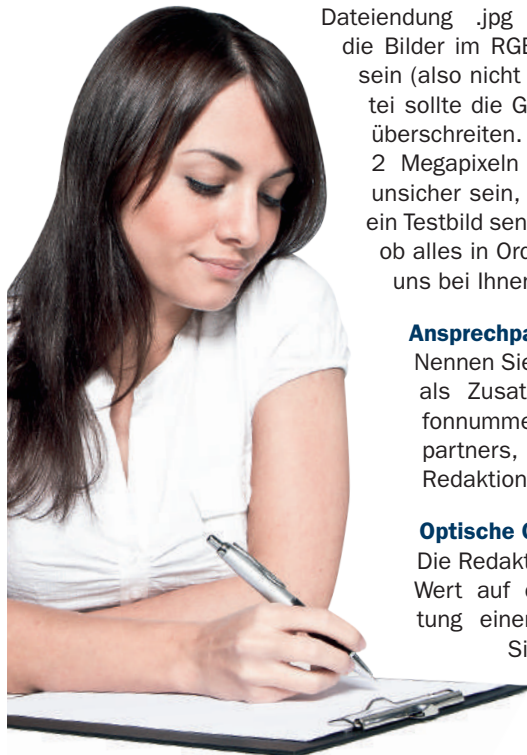 Dateiendung .jpg
die Bilder im RGB
sein (also nicht
tei sollte die G
überschreiten.
2 Megapixeln
unsicher sein,
ein Testbild sen
ob alles in Ord
uns bei Ihne
Ansprechpa
Nennen Sie
als Zusat
fonnumme
partners,
Redaktion
Optische
Die Redakt
Wert auf
tung eine
Si